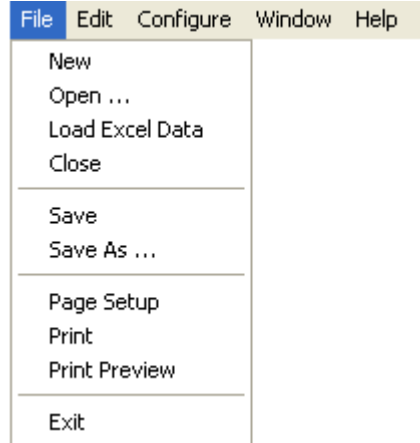 File Edit Configure Window Help
New
Open ...
Load Excel Data
Close
Save
Save As ...
Page Setup
Print
Print Preview
Exit